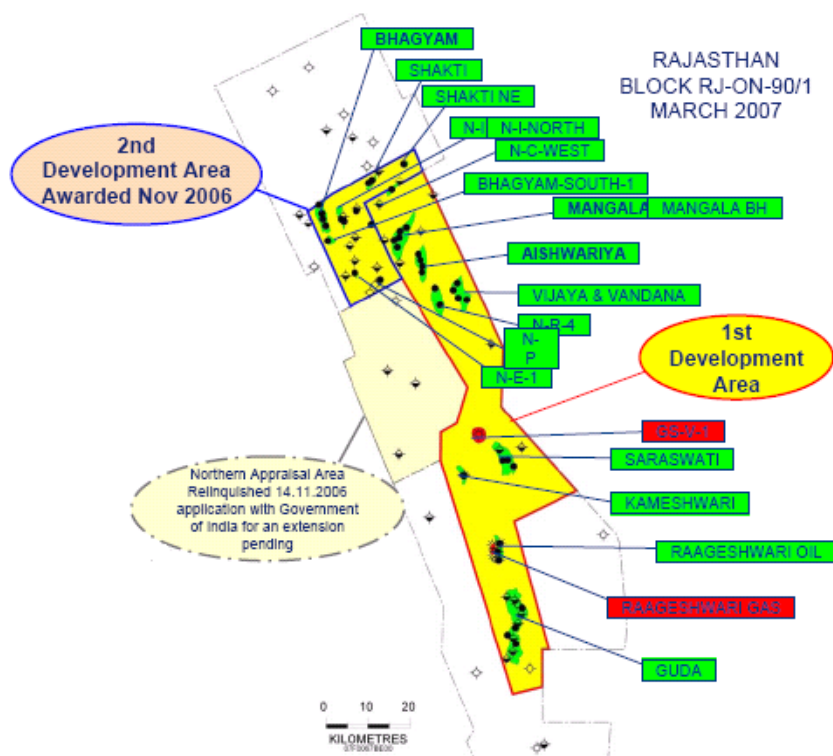 RAJASTHAN
BLOCK RJ-ON-90/1
MARCH 2007
BHAGYAM
SHAKTI
SHAKTI NE
N-I N-I-NORTH
N-C-WEST
BHAGYAM-SOUTH-1
MANGALA MANGALA BH
AISHWARIYA
VIJAYA & VANDANA
N-R-4
N-
P
N-E-1
2nd
Development Area
Awarded Nov 2006
1st
Development
Area
GS-V-1
SARASWATI
KAMESHWARI
RAAGESHWARI OIL
RAAGESHWARI GAS
GUDA
Northern Appraisal Area
Relinquished 14.11.2006
application with Government
of India for an extension
pending
0 10 20
KILOMETRES